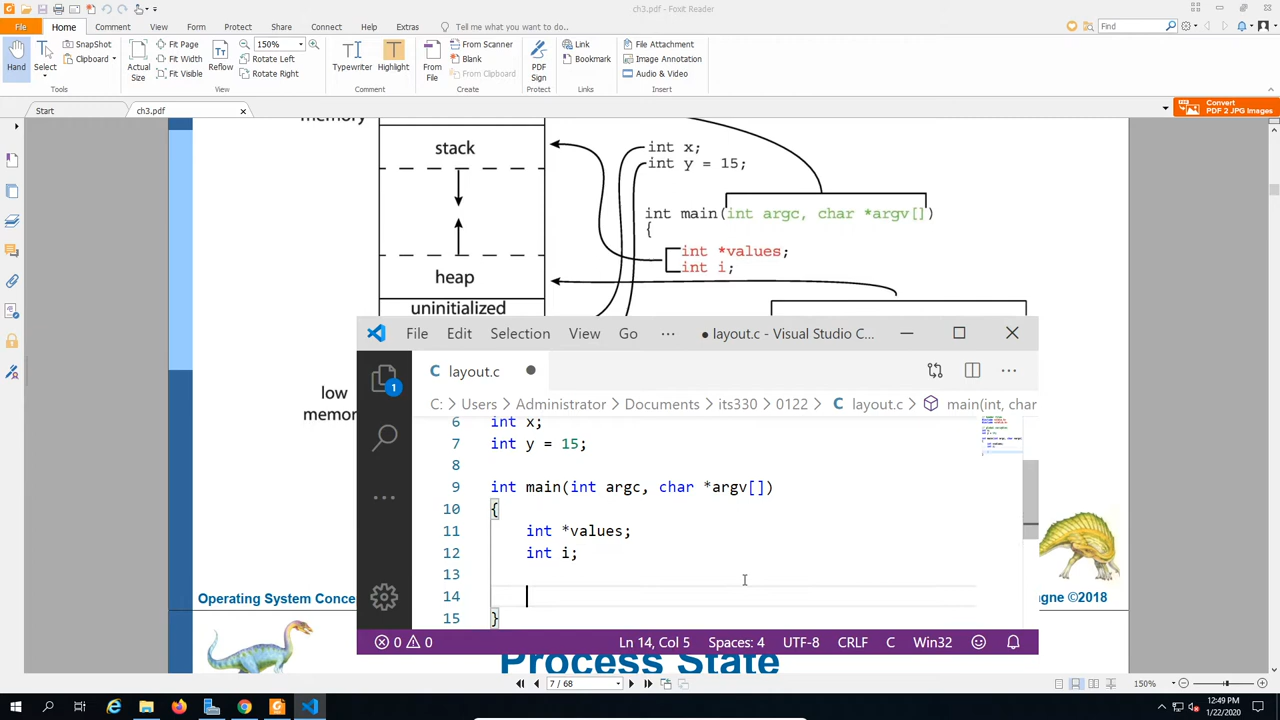 ch3.pdf - Foxit Reader
File Home Comment View Form Protect Share Connect Help Extras Tell me what you want to do... Find
SnapShot
Clipboard
Hand Select
Actual Size
Fit Page
Fit Width
Fit Visible
Reflow
150%
Rotate Left
Rotate Right
Typewriter Highlight
From File
From Scanner
Blank
From Clipboard
PDF Sign
Link
Bookmark
File Attachment
Image Annotation
Audio & Video
Tools View Comment Create Protect Links Insert
Start ch3.pdf
Convert
PDF 2 JPG Images
memory
stack
heap
uninitialized
low
memory
int x;
int y = 15;
int main(int argc, char *argv[])
{
int *values;
int i;
File Edit Selection View Go ··· ● layout.c - Visual Studio C...
layout.c
1
C: > Users > Administrator > Documents > its330 > 0122 > C layout.c > main(int, char
6 int x;
7 int y = 15;
8
9 int main(int argc, char *argv[])
10 {
11 int *values;
12 int i;
13
14
15 }
0 0 Ln 14, Col 5 Spaces: 4 UTF-8 CRLF C Win32
Operating System Conce
gne ©2018
Process State
7 / 68 150%
12:49 PM
1/22/2020